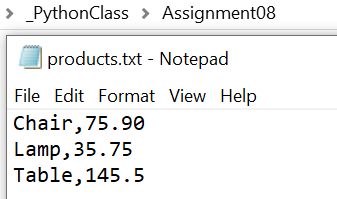 _PythonClass > Assignment08
products.txt - Notepad
File Edit Format View Help
Chair,75.90
Lamp,35.75
Table,145.5